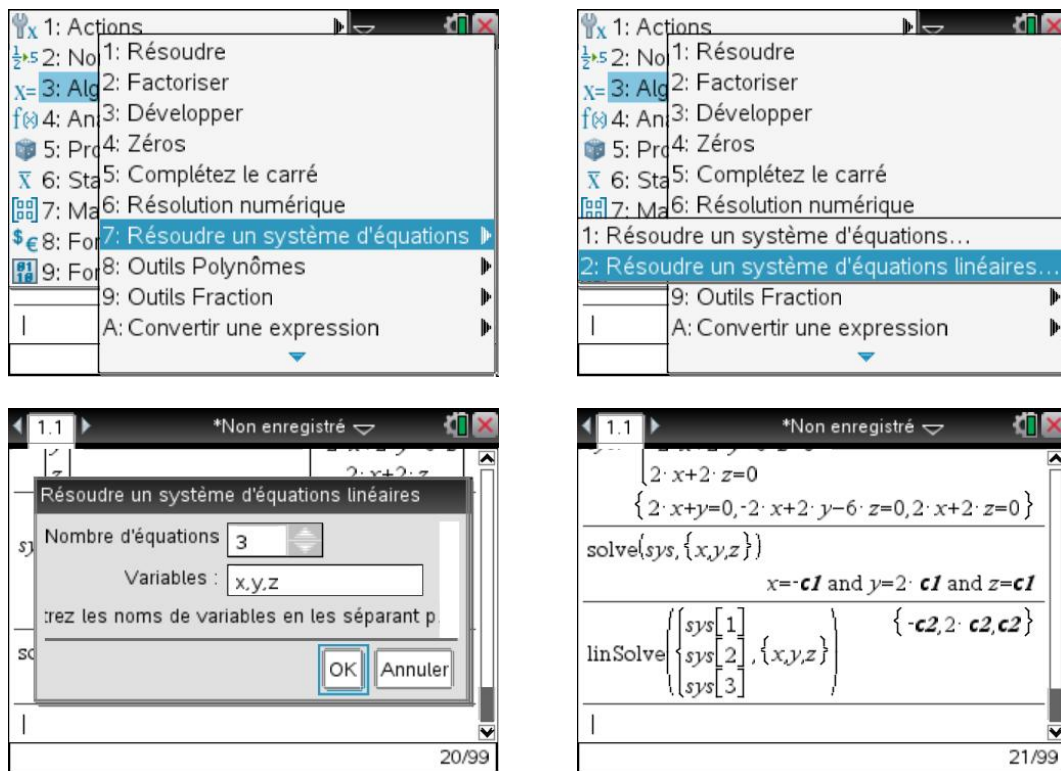 1: Actions
2: No
3: Alg
4: An
5: Pro
6: Sta
7: Ma
8: For
9: For
1: Résoudre
2: Factoriser
3: Développer
4: Zéros
5: Complétez le carré
6: Résolution numérique
7: Résoudre un système d'équations
8: Outils Polynômes
9: Outils Fraction
A: Convertir une expression
1: Actions
2: No
3: Alg
4: An
5: Pro
6: Sta
7: Ma
1: Résoudre
2: Factoriser
3: Développer
4: Zéros
5: Complétez le carré
6: Résolution numérique
1: Résoudre un système d'équations...
2: Résoudre un système d'équations linéaires...
9: Outils Fraction
A: Convertir une expression
1.1 *Non enregistré
2·x+2·z
Résoudre un système d'équations linéaires
Nombre d'équations 3
Variables : x,y,z
trez les noms de variables en les séparant p
OK Annuler
20/99
1.1 *Non enregistré
2·x+2·z=0
{2·x+y=0,-2·x+2·y-6·z=0,2·x+2·z=0}
solve(sys,{x,y,z})
x=-c1 and y=2·c1 and z=c1
linSolve({sys[1] sys[2] sys[3],{x,y,z}) {-c2,2·c2,c2}
21/99